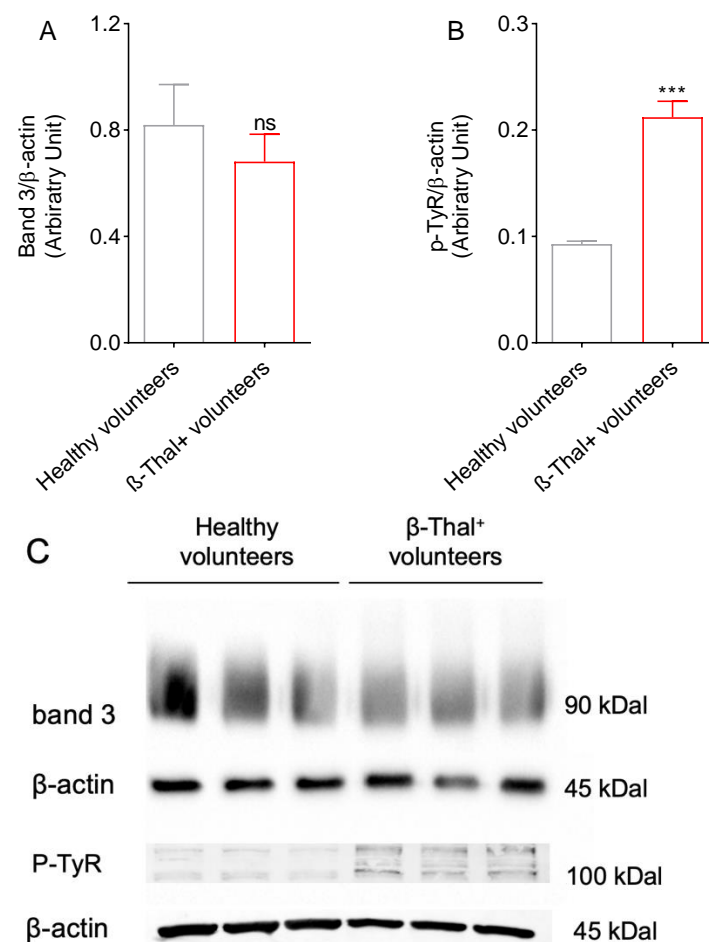 A
1.2
0.8
0.4
0.0
Band 3/β-actin
(Arbiratry Unit)
ns
Healthy volunteers
ß-Thal+ volunteers
B
0.3
0.2
0.1
0.0
p-TyR/β-actin
(Arbiratry Unit)
***
Healthy volunteers
ß-Thal+ volunteers
C
Healthy
volunteers
β-Thal⁺
volunteers
band 3
90 kDal
β-actin
45 kDal
P-TyR
100 kDal
β-actin
45 kDal